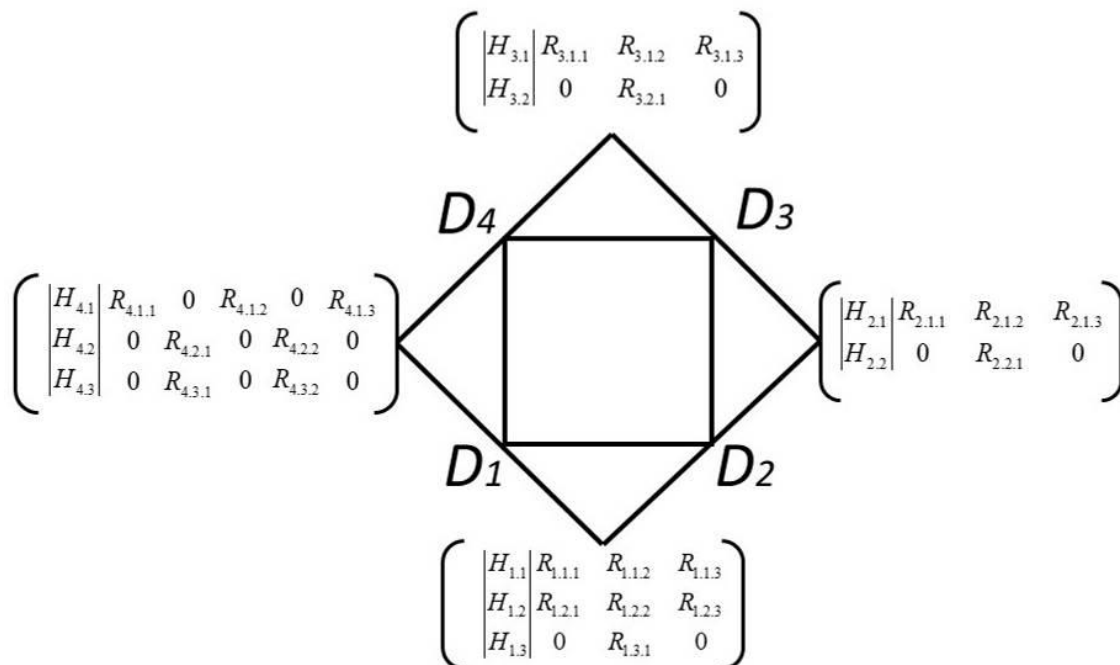 |H3.1| R3.1.1 R3.1.2 R3.1.3
|H3.2| 0 R3.2.1 0
D4 D3
|H4.1| R4.1.1 0 R4.1.2 0 R4.1.3
|H4.2| 0 R4.2.1 0 R4.2.2 0
|H4.3| 0 R4.3.1 0 R4.3.2 0
|H2.1| R2.1.1 R2.1.2 R2.1.3
|H2.2| 0 R2.2.1 0
D1 D2
|H1.1| R1.1.1 R1.1.2 R1.1.3
|H1.2| R1.2.1 R1.2.2 R1.2.3
|H1.3| 0 R1.3.1 0